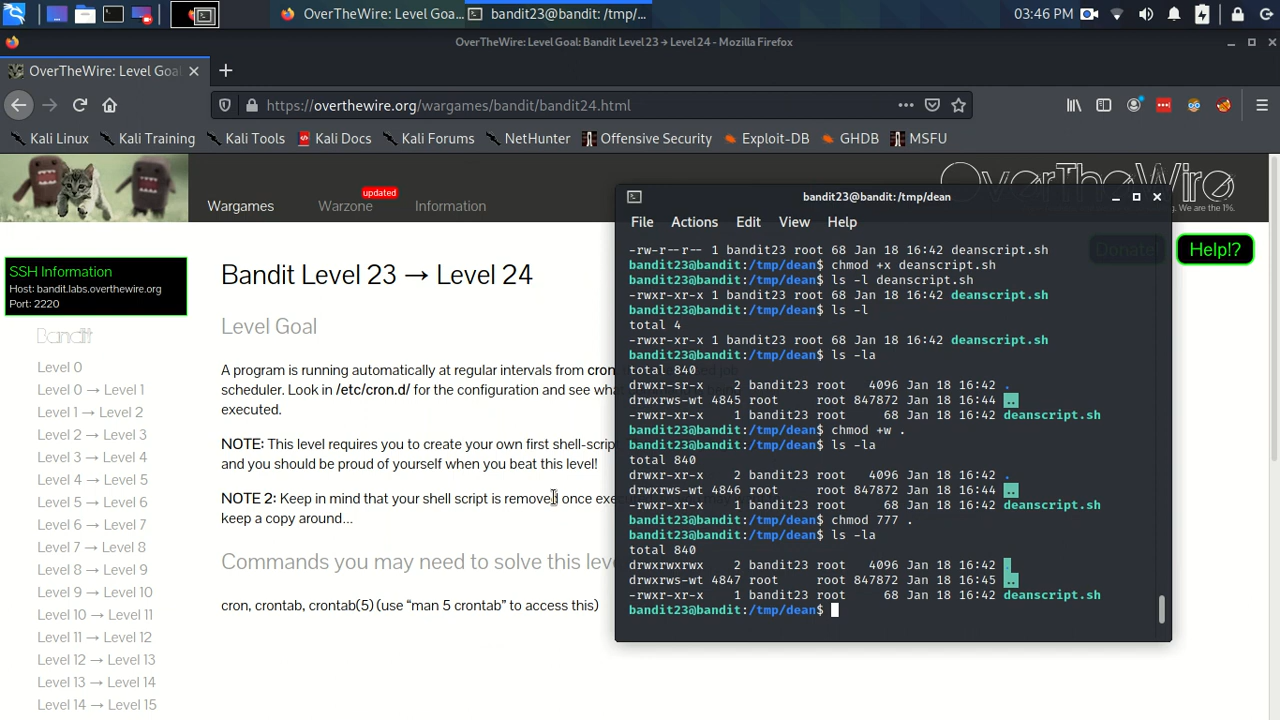 OverTheWire: Level Goa...
bandit23@bandit: /tmp/...
03:46 PM
OverTheWire: Level Goal: Bandit Level 23 → Level 24 - Mozilla Firefox
OverTheWire: Level Goal:
https://overthewire.org/wargames/bandit/bandit24.html
Kali Linux
Kali Training
Kali Tools
Kali Docs
Kali Forums
NetHunter
Offensive Security
Exploit-DB
GHDB
MSFU
Wargames
Warzone
updated
Information
OverTheWire
We are the 1%.
Donate!
Help!?
SSH Information
Host: bandit.labs.overthewire.org
Port: 2220
Bandit
Level 0
Level 0 → Level 1
Level 1 → Level 2
Level 2 → Level 3
Level 3 → Level 4
Level 4 → Level 5
Level 5 → Level 6
Level 6 → Level 7
Level 7 → Level 8
Level 8 → Level 9
Level 9 → Level 10
Level 10 → Level 11
Level 11 → Level 12
Level 12 → Level 13
Level 13 → Level 14
Level 14 → Level 15
Bandit Level 23 → Level 24
Level Goal
A program is running automatically at regular intervals from cron
scheduler. Look in /etc/cron.d/ for the configuration and see wha
executed.
NOTE: This level requires you to create your own first shell-scrip
and you should be proud of yourself when you beat this level!
NOTE 2: Keep in mind that your shell script is removed once exe
keep a copy around...
Commands you may need to solve this leve
cron, crontab, crontab(5) (use “man 5 crontab” to access this)
bandit23@bandit:/tmp/dean
File Actions Edit View Help
-rw-r--r-- 1 bandit23 root 68 Jan 18 16:42 deanscript.sh
bandit23@bandit:/tmp/dean$ chmod +x deanscript.sh
bandit23@bandit:/tmp/dean$ ls -l deanscript.sh
-rwxr-xr-x 1 bandit23 root 68 Jan 18 16:42 deanscript.sh
bandit23@bandit:/tmp/dean$ ls -l
total 4
-rwxr-xr-x 1 bandit23 root 68 Jan 18 16:42 deanscript.sh
bandit23@bandit:/tmp/dean$ ls -la
total 840
drwxr-sr-x 2 bandit23 root 4096 Jan 18 16:42 .
drwxrws-wt 4845 root root 847872 Jan 18 16:44 ..
-rwxr-xr-x 1 bandit23 root 68 Jan 18 16:42 deanscript.sh
bandit23@bandit:/tmp/dean$ chmod +w .
bandit23@bandit:/tmp/dean$ ls -la
total 840
drwxr-xr-x 2 bandit23 root 4096 Jan 18 16:42 .
drwxrws-wt 4846 root root 847872 Jan 18 16:44 ..
-rwxr-xr-x 1 bandit23 root 68 Jan 18 16:42 deanscript.sh
bandit23@bandit:/tmp/dean$ chmod 777 .
bandit23@bandit:/tmp/dean$ ls -la
total 840
drwxrwxrwx 2 bandit23 root 4096 Jan 18 16:42 .
drwxrws-wt 4847 root root 847872 Jan 18 16:45 ..
-rwxr-xr-x 1 bandit23 root 68 Jan 18 16:42 deanscript.sh
bandit23@bandit:/tmp/dean$